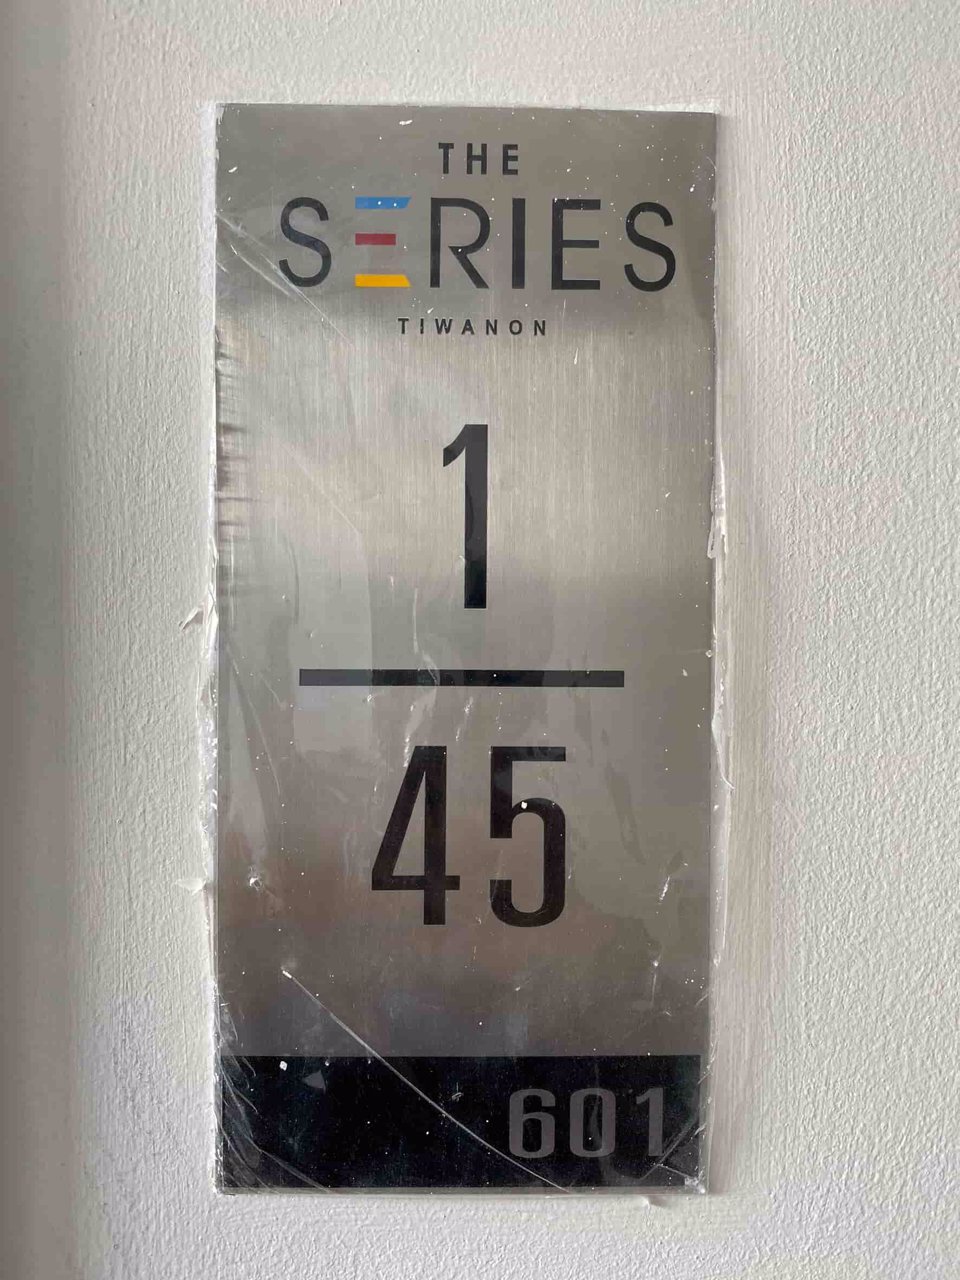 THE
SERIES
TIWANON
1
45
601